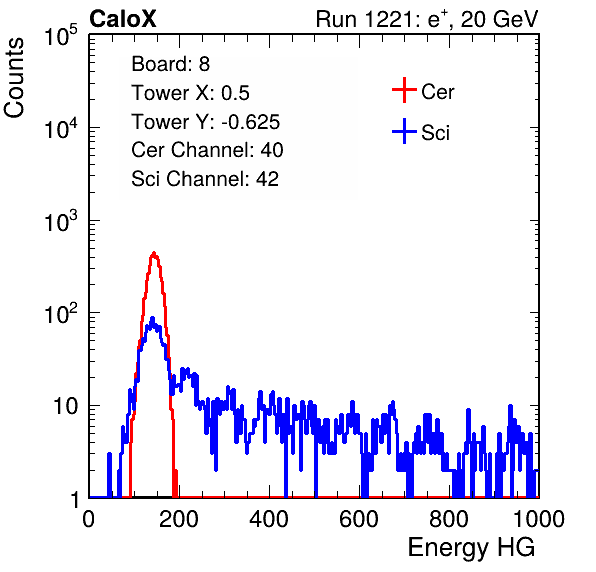 CaloX Run 1221: e+, 20 GeV
Counts
Board: 8
Tower X: 0.5
Tower Y: -0.625
Cer Channel: 40
Sci Channel: 42
Cer
Sci
10^5
10^4
10^3
10^2
10
1
0 200 400 600 800 1000
Energy HG